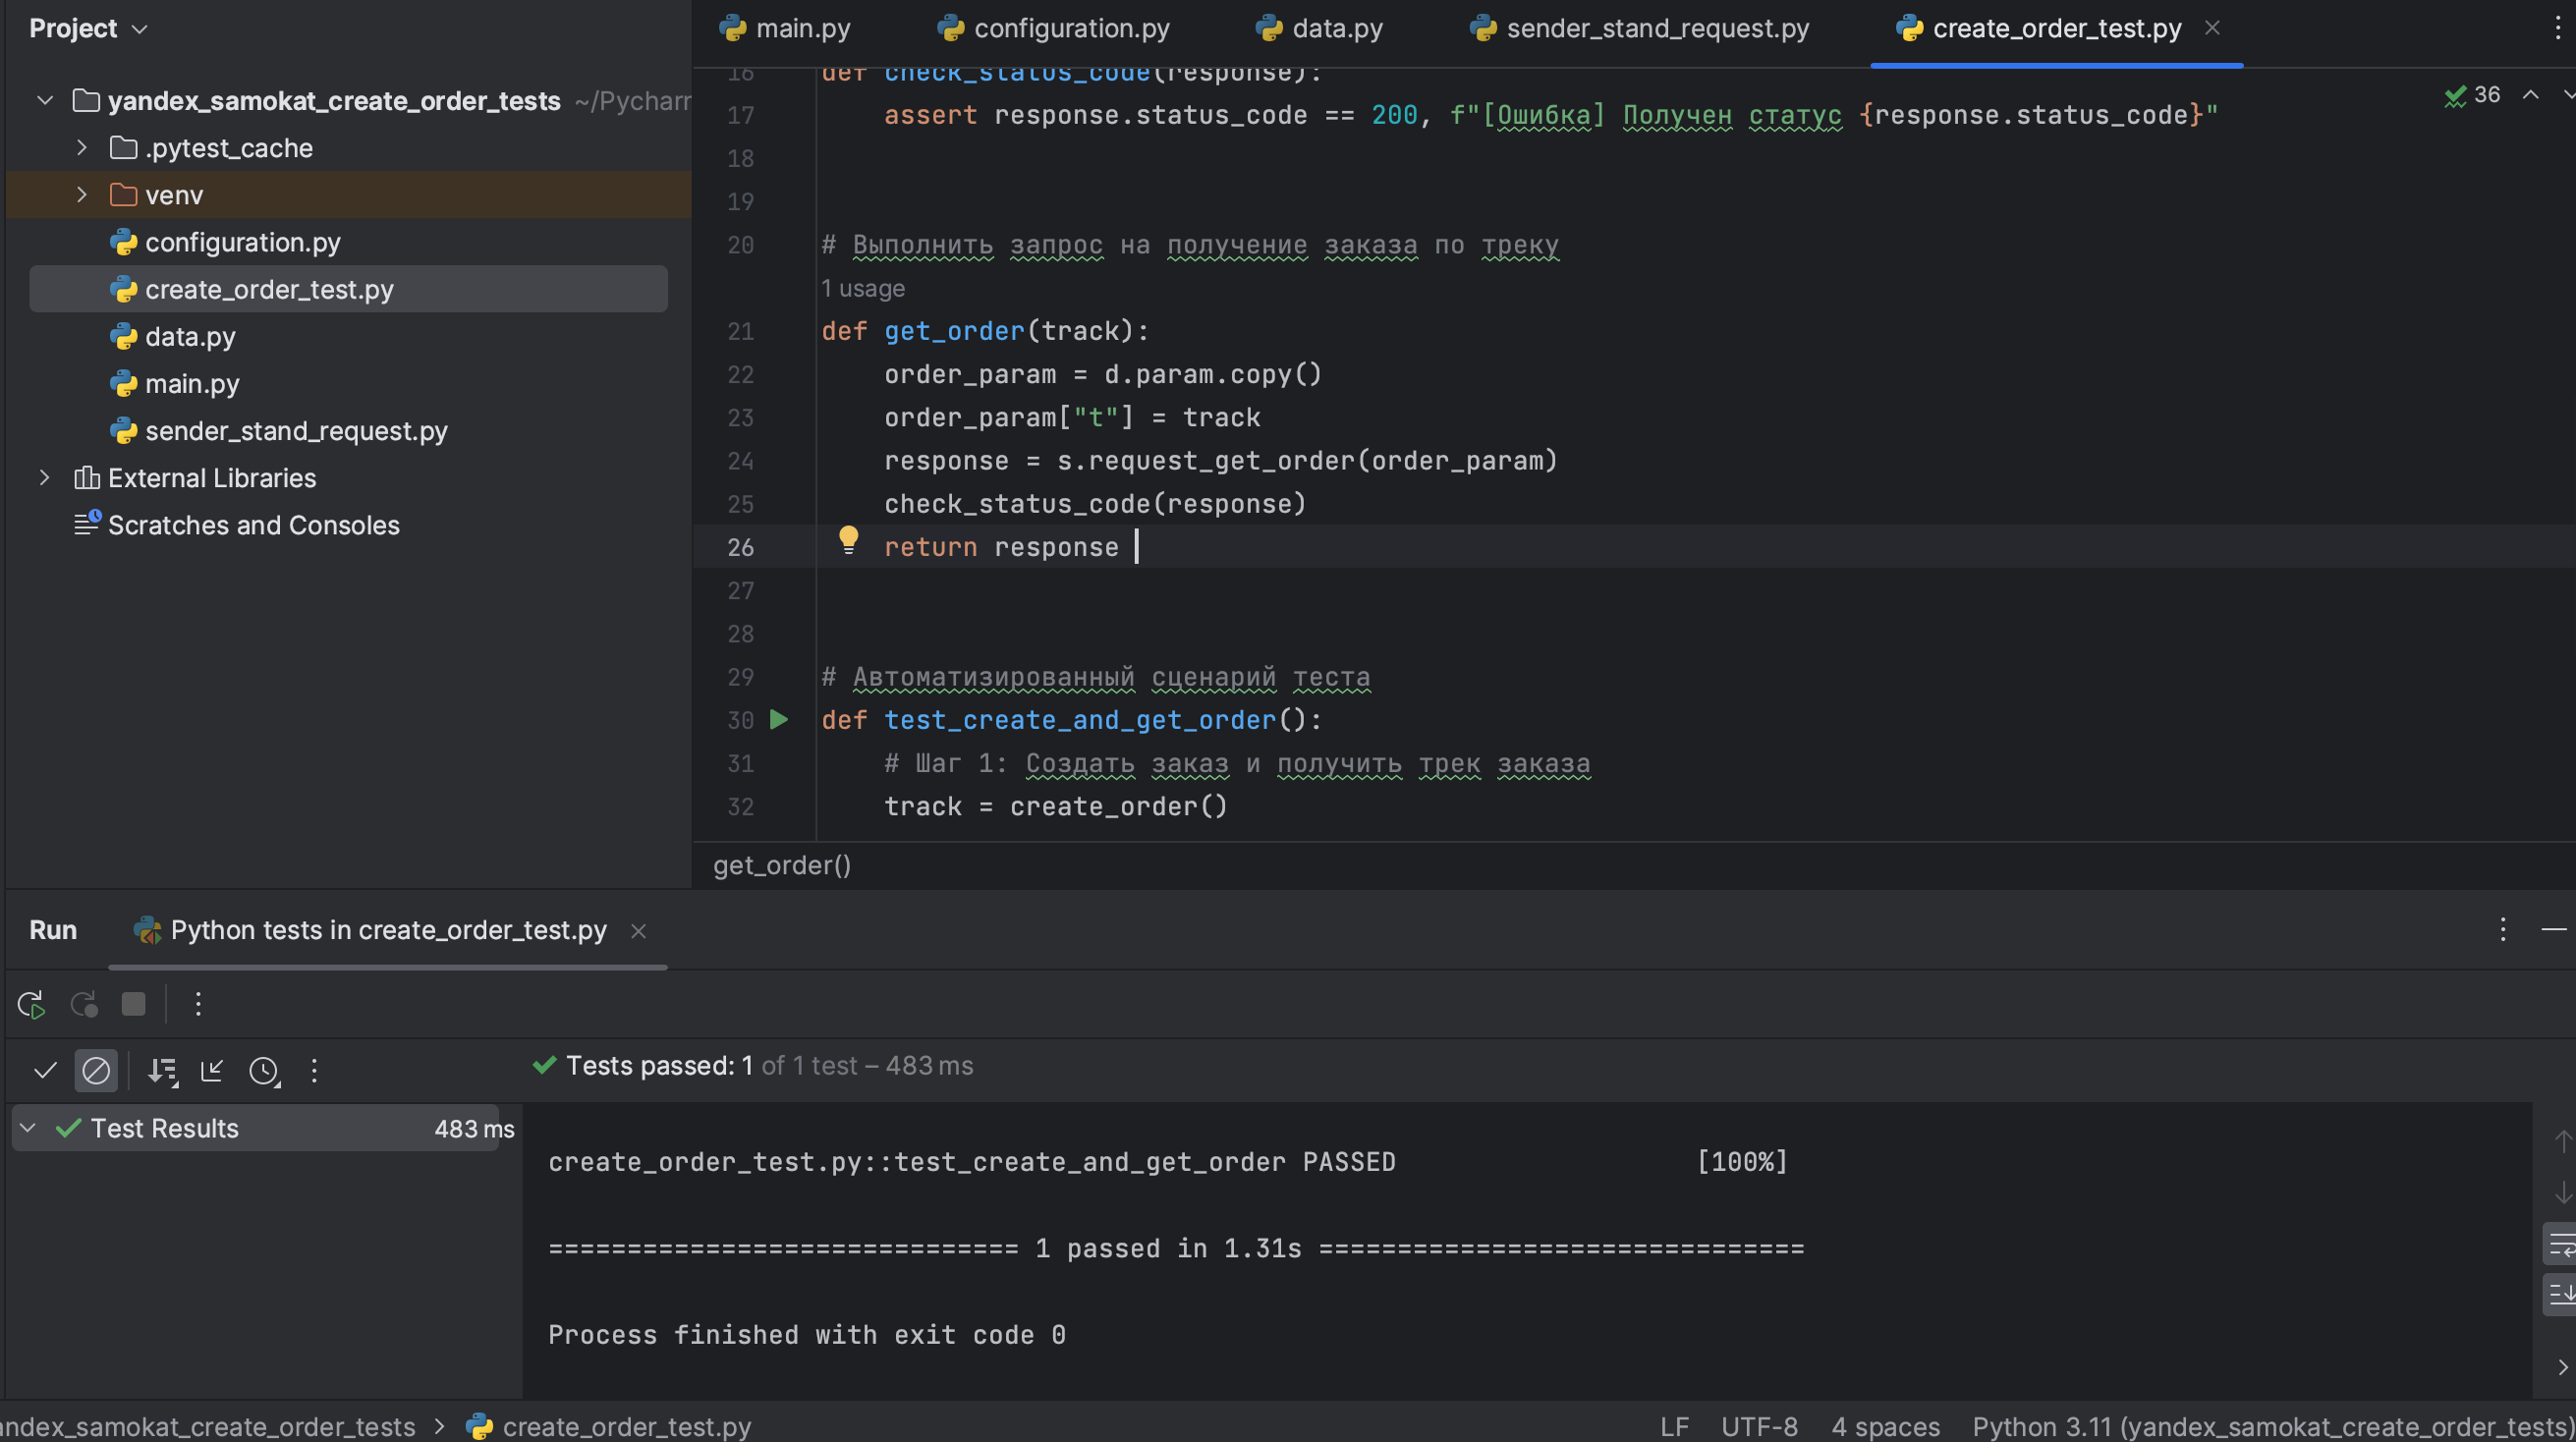 Project
main.py
configuration.py
data.py
sender_stand_request.py
create_order_test.py
yandex_samokat_create_order_tests ~/Pycharr
.pytest_cache
venv
configuration.py
create_order_test.py
data.py
main.py
sender_stand_request.py
External Libraries
Scratches and Consoles
36
16 def check_status_code(response):
17 assert response.status_code == 200, f"[Ошибка] Получен статус {response.status_code}"
18
19
20 # Выполнить запрос на получение заказа по треку
1 usage
21 def get_order(track):
22 order_param = d.param.copy()
23 order_param["t"] = track
24 response = s.request_get_order(order_param)
25 check_status_code(response)
26 return response
27
28
29 # Автоматизированный сценарий теста
30 def test_create_and_get_order():
31 # Шаг 1: Создать заказ и получить трек заказа
32 track = create_order()
get_order()
Run
Python tests in create_order_test.py
Tests passed: 1 of 1 test – 483 ms
Test Results 483 ms
create_order_test.py::test_create_and_get_order PASSED [100%]
============================== 1 passed in 1.31s ===============================
Process finished with exit code 0
andex_samokat_create_order_tests > create_order_test.py
LF UTF-8 4 spaces Python 3.11 (yandex_samokat_create_order_tests)